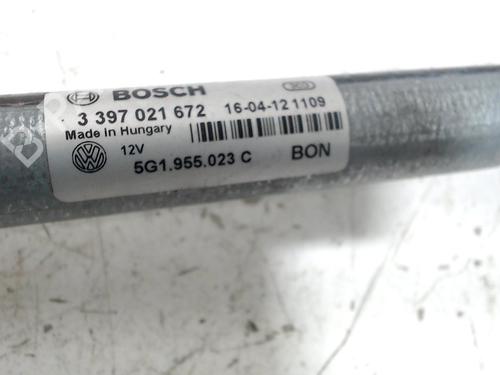 BOSCH
3 397 021 672 16-04-12 1109
Made in Hungary
12V
5G1.955.023 C BON